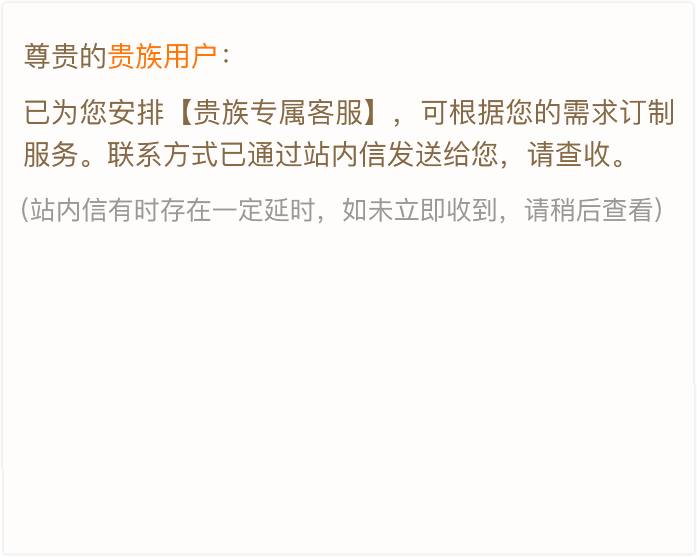 尊贵的贵族用户：
已为您安排【贵族专属客服】，可根据您的需求订制
服务。联系方式已通过站内信发送给您，请查收。
(站内信有时存在一定延时，如未立即收到，请稍后查看)